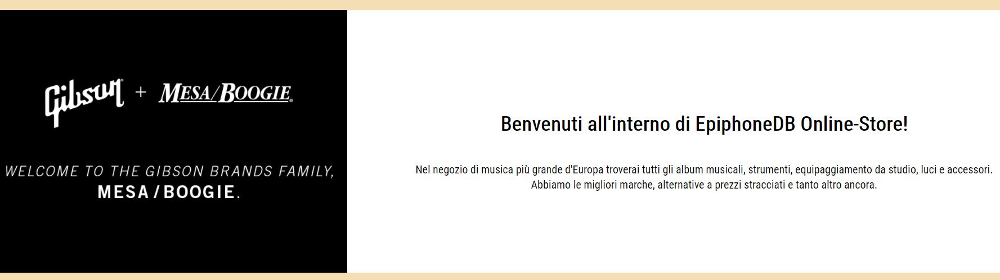 Gibson + MESA/BOOGIE®
WELCOME TO THE GIBSON BRANDS FAMILY,
MESA/BOOGIE.
Benvenuti all'interno di EpiphoneDB Online-Store!
Nel negozio di musica più grande d'Europa troverai tutti gli album musicali, strumenti, equipaggiamento da studio, luci e accessori.
Abbiamo le migliori marche, alternative a prezzi stracciati e tanto altro ancora.